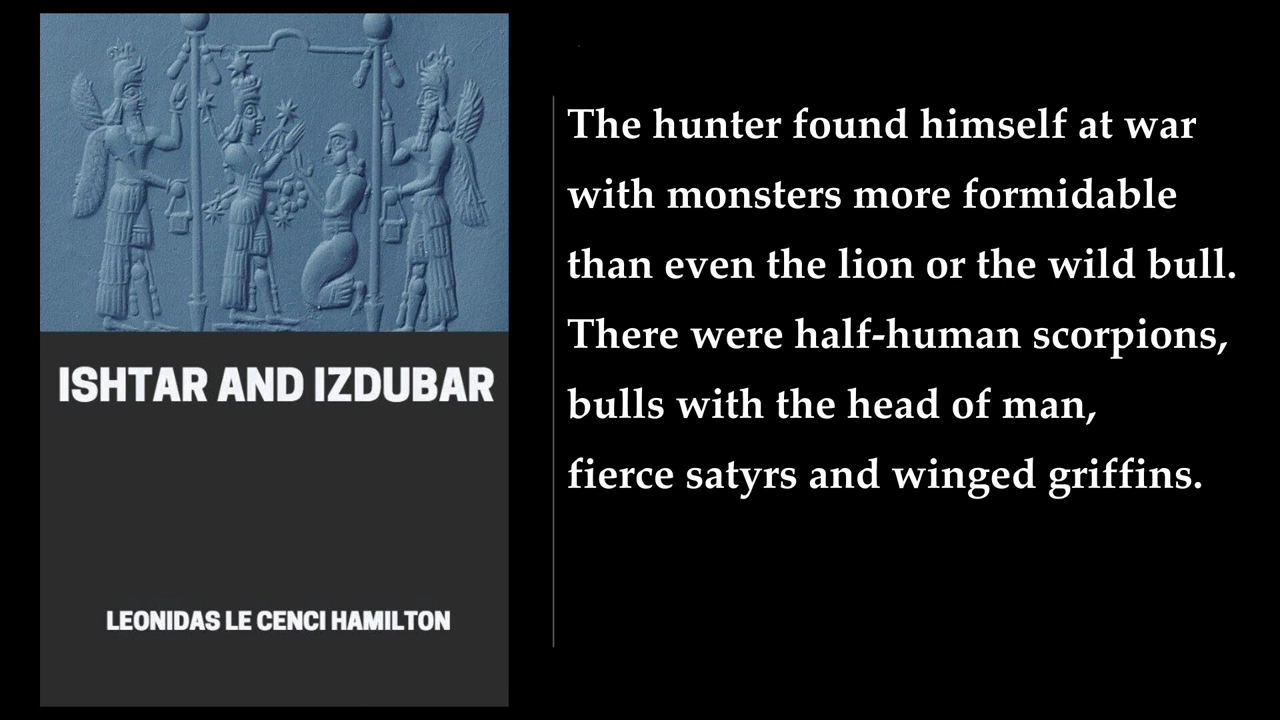 ISHTAR AND IZDUBAR
LEONIDAS LE CENCI HAMILTON
The hunter found himself at war
with monsters more formidable
than even the lion or the wild bull.
There were half-human scorpions,
bulls with the head of man,
fierce satyrs and winged griffins.